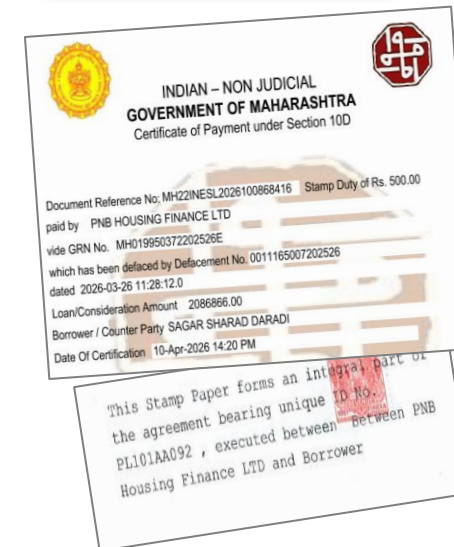 INDIAN – NON JUDICIAL
GOVERNMENT OF MAHARASHTRA
Certificate of Payment under Section 10D
Document Reference No: MH22INESL2026100868416 Stamp Duty of Rs. 500.00
paid by PNB HOUSING FINANCE LTD
vide GRN No. MH019950372202526E
which has been defaced by Defacement No. 0011165007202526
dated 2026-03-26 11:28:12.0
Loan/Consideration Amount 2086866.00
Borrower / Counter Party SAGAR SHARAD DARADI
Date Of Certification 10-Apr-2026 14:20 PM
This Stamp Paper forms an integral part of
the agreement bearing unique ID No.
PL101AA092 , executed between Between PNB
Housing Finance LTD and Borrower